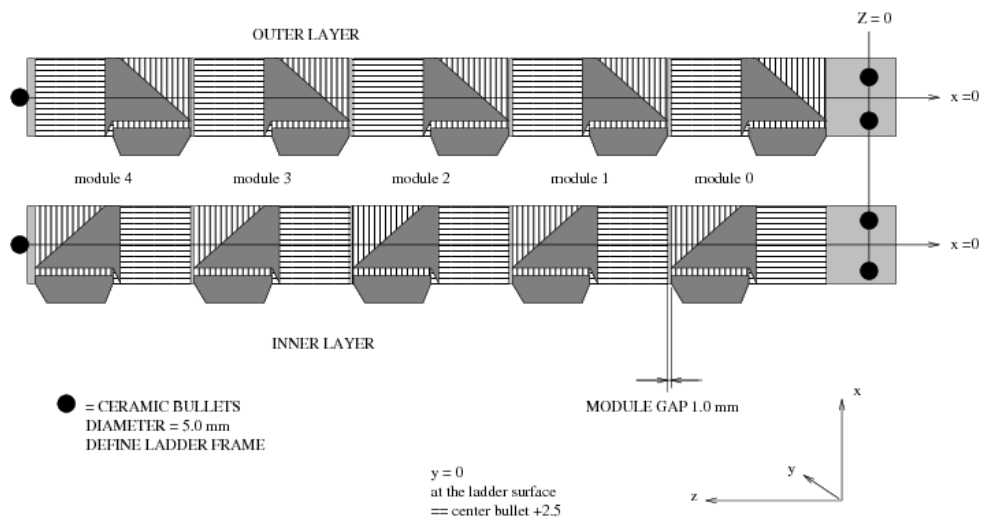 Z = 0
OUTER LAYER
x =0
module 4 module 3 module 2 module 1 module 0
x=0
INNER LAYER
= CERAMIC BULLETS
DIAMETER = 5.0 mm
DEFINE LADDER FRAME
MODULE GAP 1.0 mm
x
y
z
y = 0
at the ladder surface
== center bullet +2.5